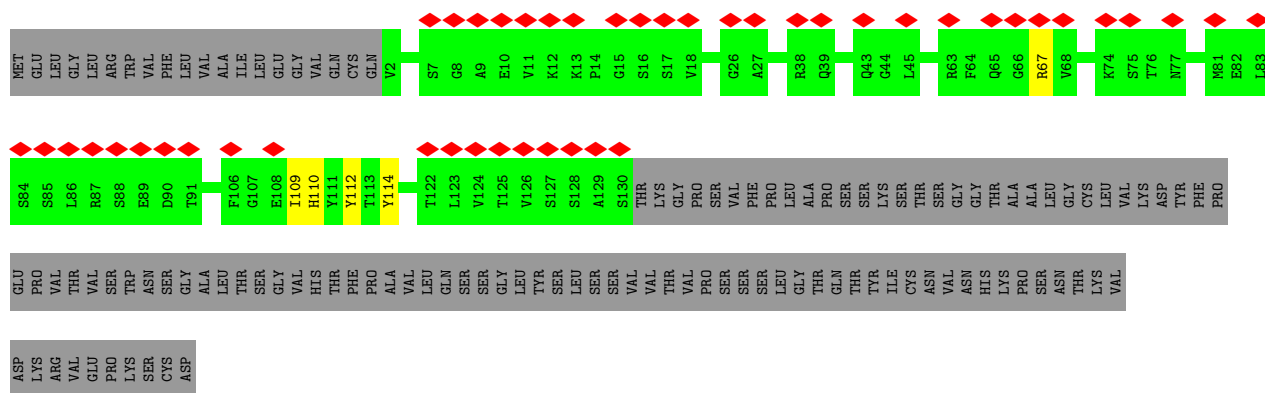 MET GLU LEU GLY LEU ARG TRP VAL PHE LEU VAL ALA ILE LEU GLU GLY VAL GLN CYS GLN V2 S7 G8 A9 E10 V11 K12 K13 P14 G15 S16 S17 V18 G26 A27 R38 Q39 Q43 G44 L45 R63 F64 Q65 G66 R67 V68 K74 S75 T76 N77 M81 E82 L83
S84 S85 L86 R87 S88 E89 D90 T91 F106 G107 E108 I109 H110 Y111 Y112 T113 Y114 T122 L123 V124 T125 V126 S127 S128 A129 S130 THR LYS GLY PRO SER VAL PHE PRO LEU ALA PRO SER SER LYS SER THR SER GLY GLY THR ALA ALA LEU GLY CYS LEU VAL LYS ASP TYR PHE PRO
GLU PRO VAL THR VAL SER TRP ASN SER GLY ALA LEU THR SER GLY VAL HIS THR PHE PRO ALA VAL LEU GLN SER SER GLY LEU TYR SER LEU SER SER VAL VAL THR VAL PRO SER SER SER LEU GLY THR GLN THR TYR ILE CYS ASN VAL ASN HIS LYS PRO SER ASN THR LYS VAL
ASP LYS ARG VAL GLU PRO LYS SER CYS ASP